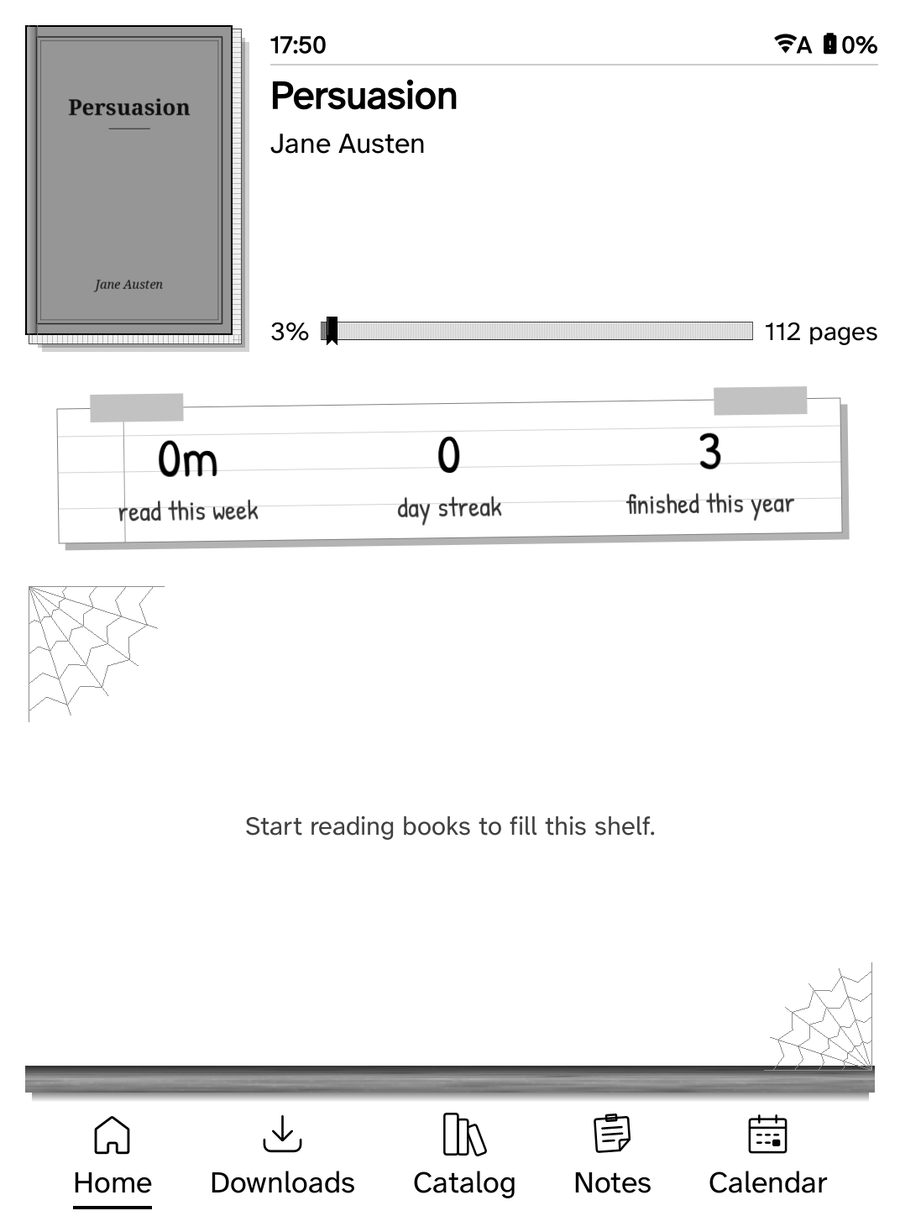 Persuasion
Jane Austen
17:50
A 0%
Persuasion
Jane Austen
3%
112 pages
0m
read this week
0
day streak
3
finished this year
Start reading books to fill this shelf.
Home
Downloads
Catalog
Notes
Calendar